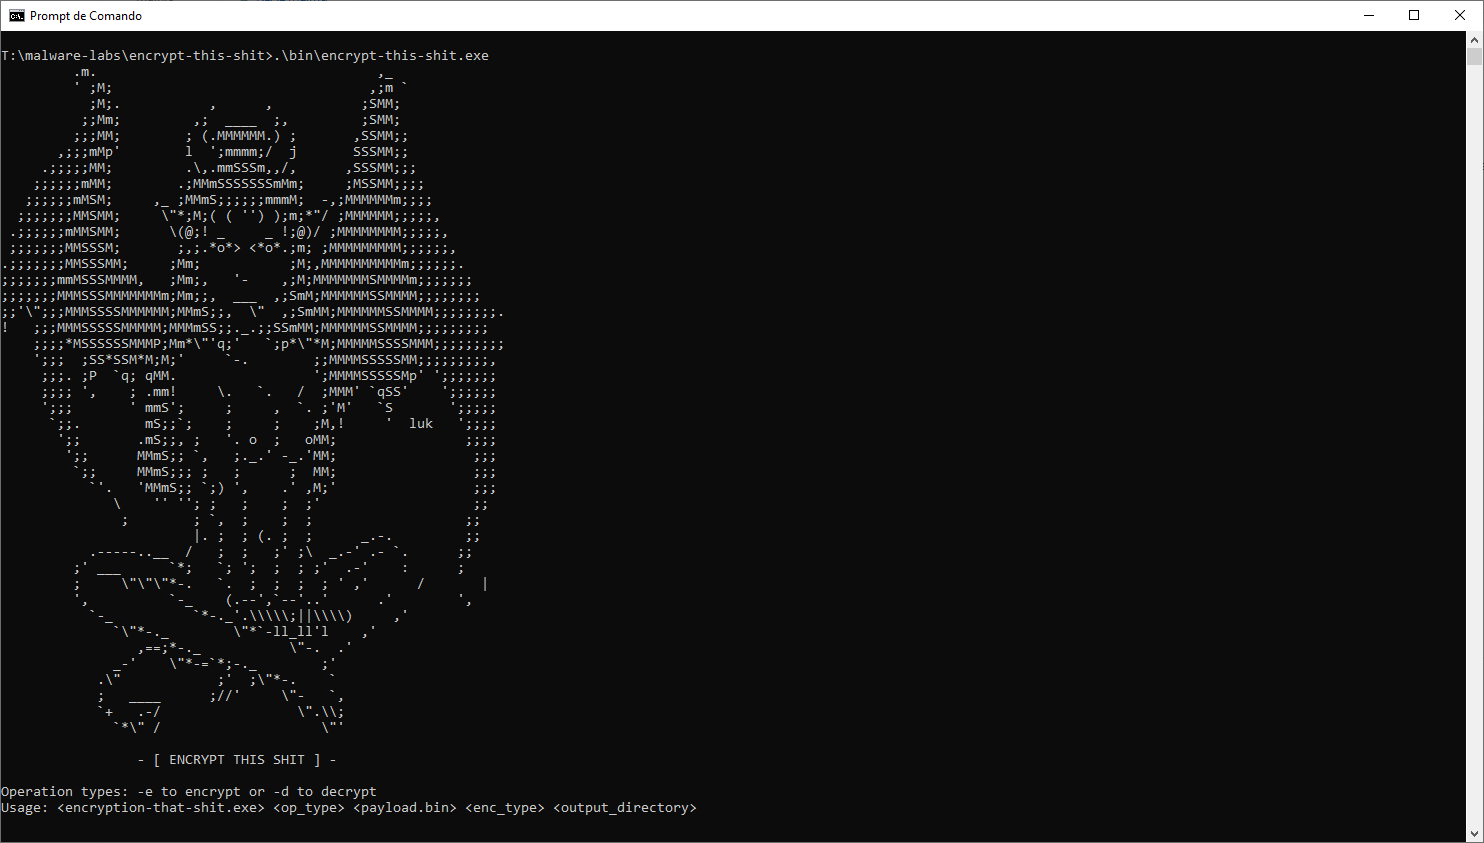 Prompt de Comando
T:\malware-labs\encrypt-this-shit>.\bin\encrypt-this-shit.exe
luk
- [ ENCRYPT THIS SHIT ] -
Operation types: -e to encrypt or -d to decrypt
Usage: <encryption-that-shit.exe> <op_type> <payload.bin> <enc_type> <output_directory>